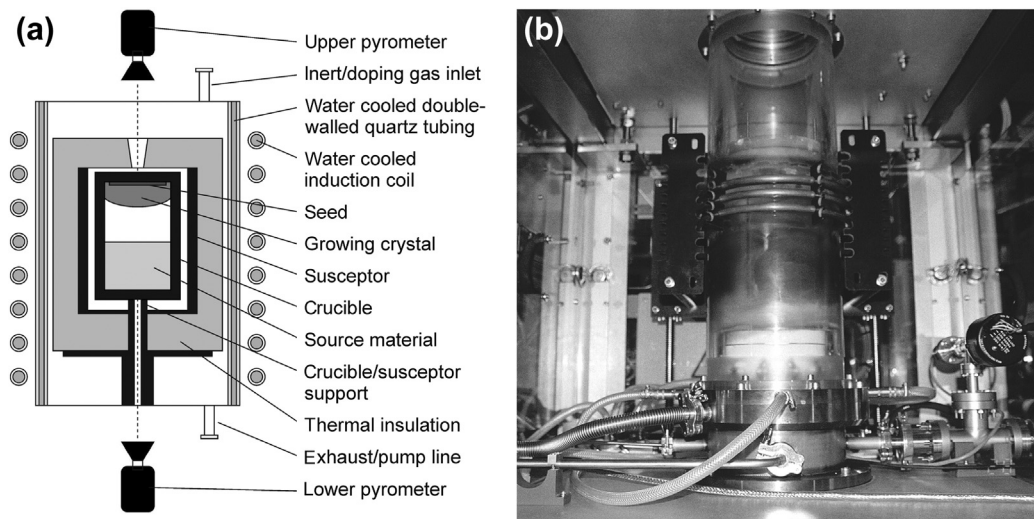 (a)
Upper pyrometer
Inert/doping gas inlet
Water cooled double-
walled quartz tubing
Water cooled
induction coil
Seed
Growing crystal
Susceptor
Crucible
Source material
Crucible/susceptor
support
Thermal insulation
Exhaust/pump line
Lower pyrometer
(b)